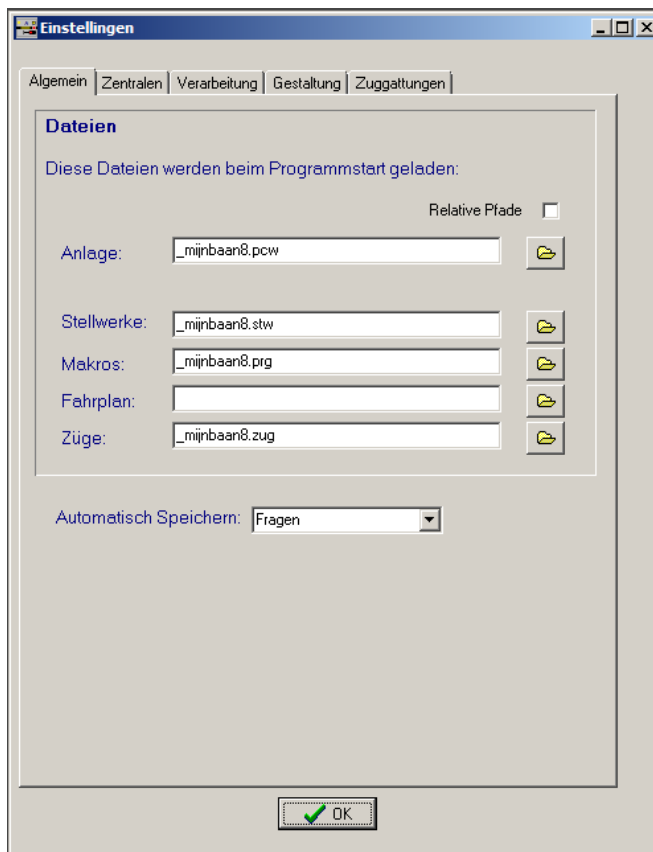 Einstellingen
Algemein Zentralen Verarbeitung Gestaltung Zuggattungen
Dateien
Diese Dateien werden beim Programmstart geladen:
Relative Pfade
Anlage: _mijnbaan8.pcw
Stellwerke: _mijnbaan8.stw
Makros: _mijnbaan8.prg
Fahrplan:
Züge: _mijnbaan8.zug
Automatisch Speichern: Fragen
OK